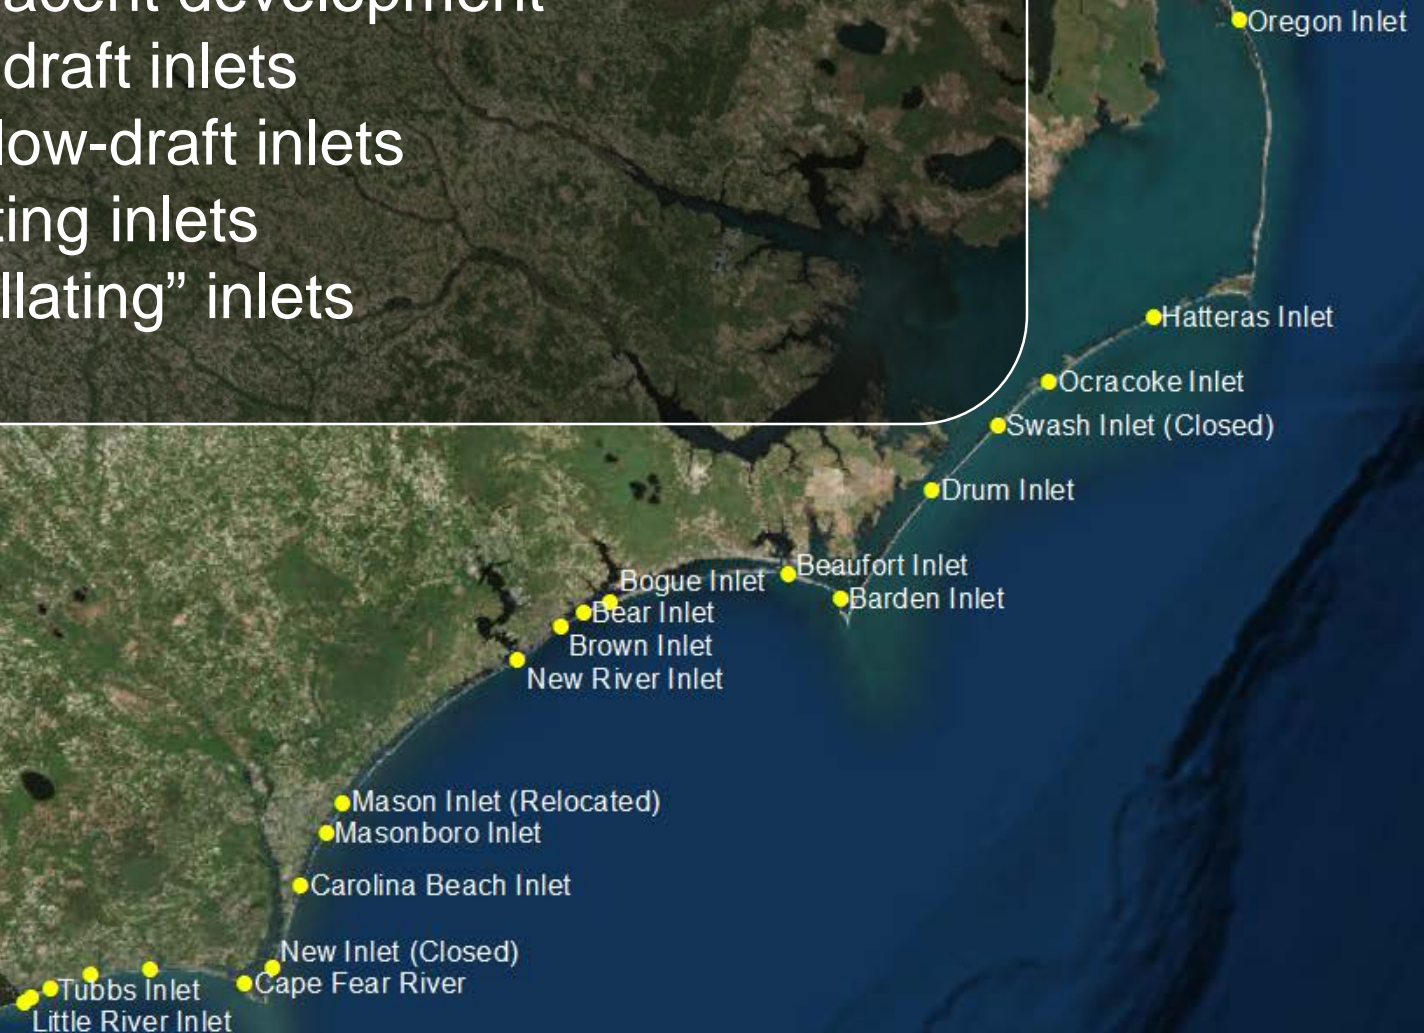 acent development
draft inlets
low-draft inlets
ting inlets
llating” inlets
Oregon Inlet
Hatteras Inlet
Ocracoke Inlet
Swash Inlet (Closed)
Drum Inlet
Beaufort Inlet
Barden Inlet
Bogue Inlet
Bear Inlet
Brown Inlet
New River Inlet
Mason Inlet (Relocated)
Masonboro Inlet
Carolina Beach Inlet
New Inlet (Closed)
Cape Fear River
Tubbs Inlet
Little River Inlet